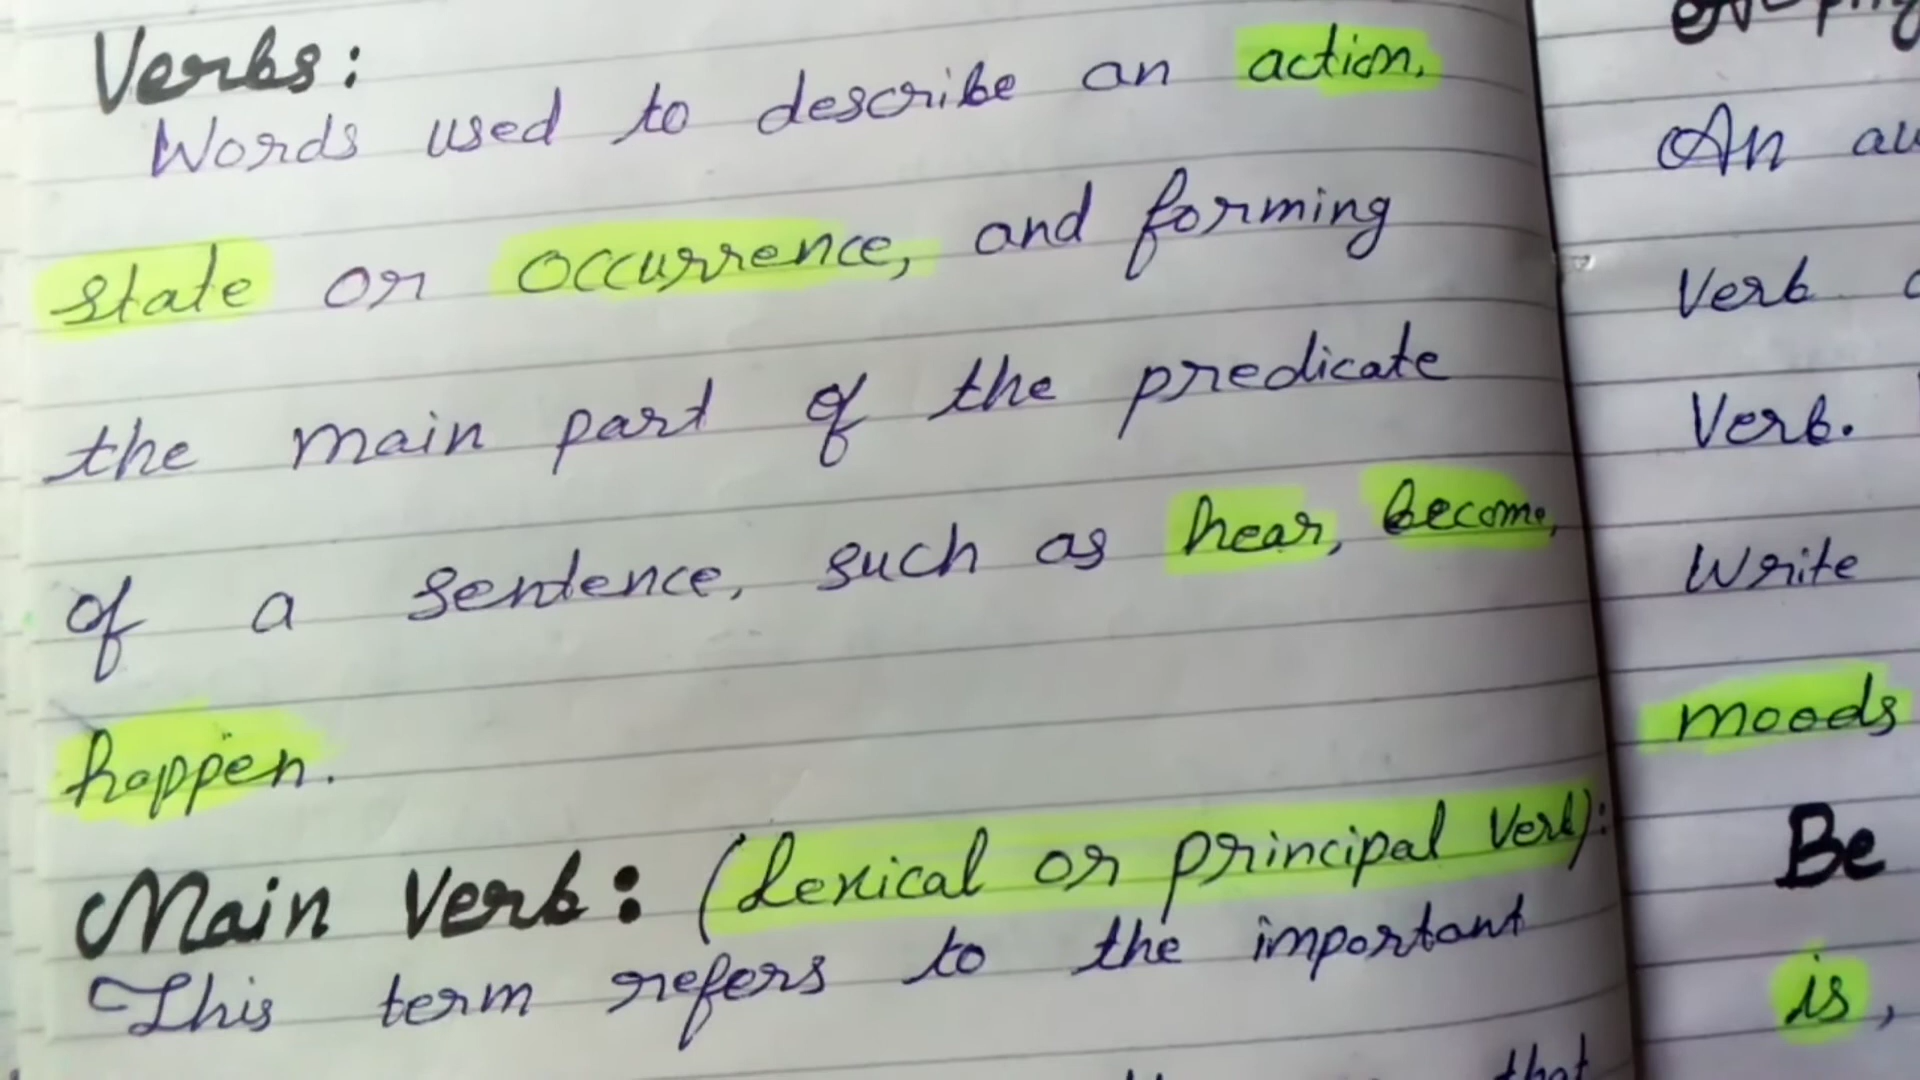 Verbs:
Words used to describe an action,
state or occurrence, and forming
the main part of the predicate
of a sentence, such as hear, become,
happen.
Main Verb: (Lexical or principal Verb):
This term refers to the important
that
An
Verb
Verb.
Write
moods
Be
is,